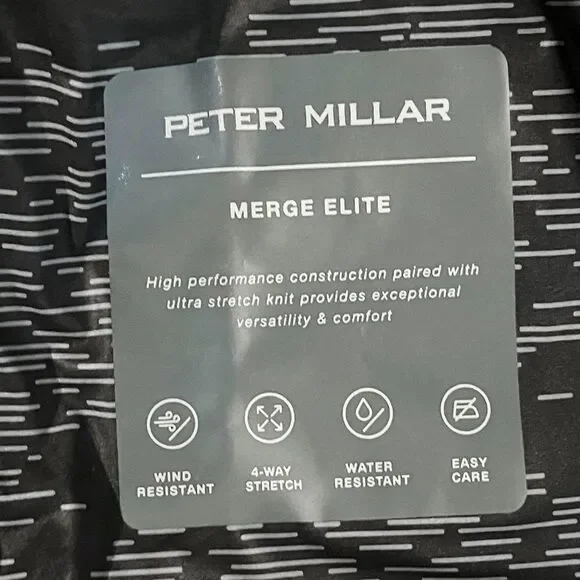 PETER MILLAR
MERGE ELITE
High performance construction paired with
ultra stretch knit provides exceptional
versatility & comfort
WIND
RESISTANT
4-WAY
STRETCH
WATER
RESISTANT
EASY
CARE